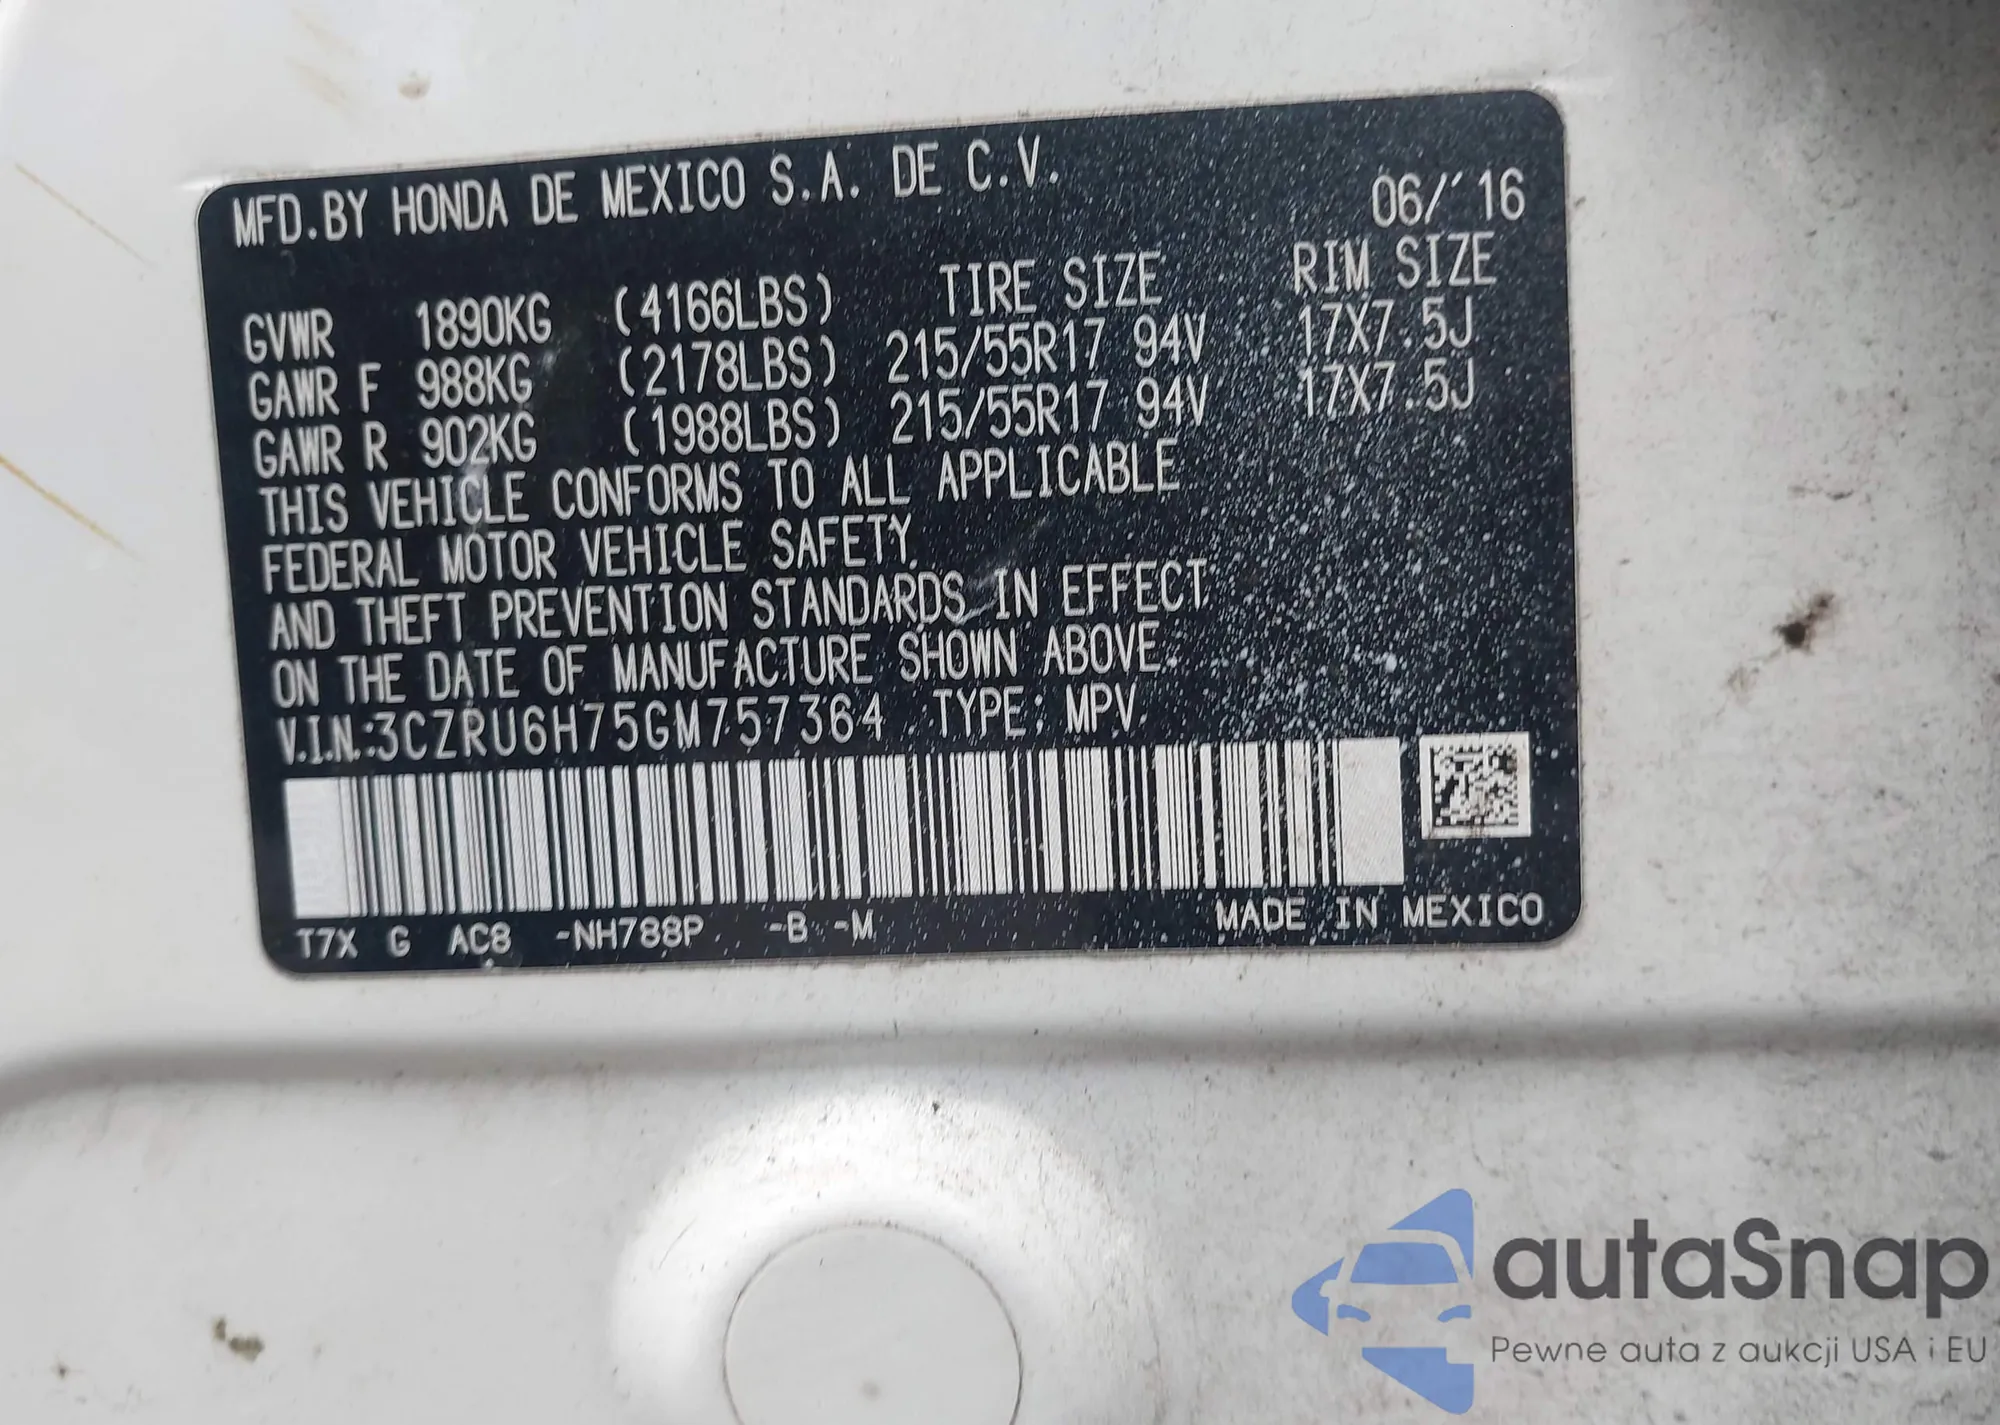 MFD.BY HONDA DE MEXICO S.A. DE C.V.
06/'16
GVWR 1890KG (4166LBS) TIRE SIZE RIM SIZE
GAWR F 988KG (2178LBS) 215/55R17 94V 17X7.5J
GAWR R 902KG (1988LBS) 215/55R17 94V 17X7.5J
THIS VEHICLE CONFORMS TO ALL APPLICABLE
FEDERAL MOTOR VEHICLE SAFETY
AND THEFT PREVENTION STANDARDS IN EFFECT
ON THE DATE OF MANUFACTURE SHOWN ABOVE.
V.I.N.:3CZRU6H75GM757364 TYPE: MPV
T7X G AC8 -NH788P -B -M MADE IN MEXICO
autaSnap
Pewne auta z aukcji USA i EU